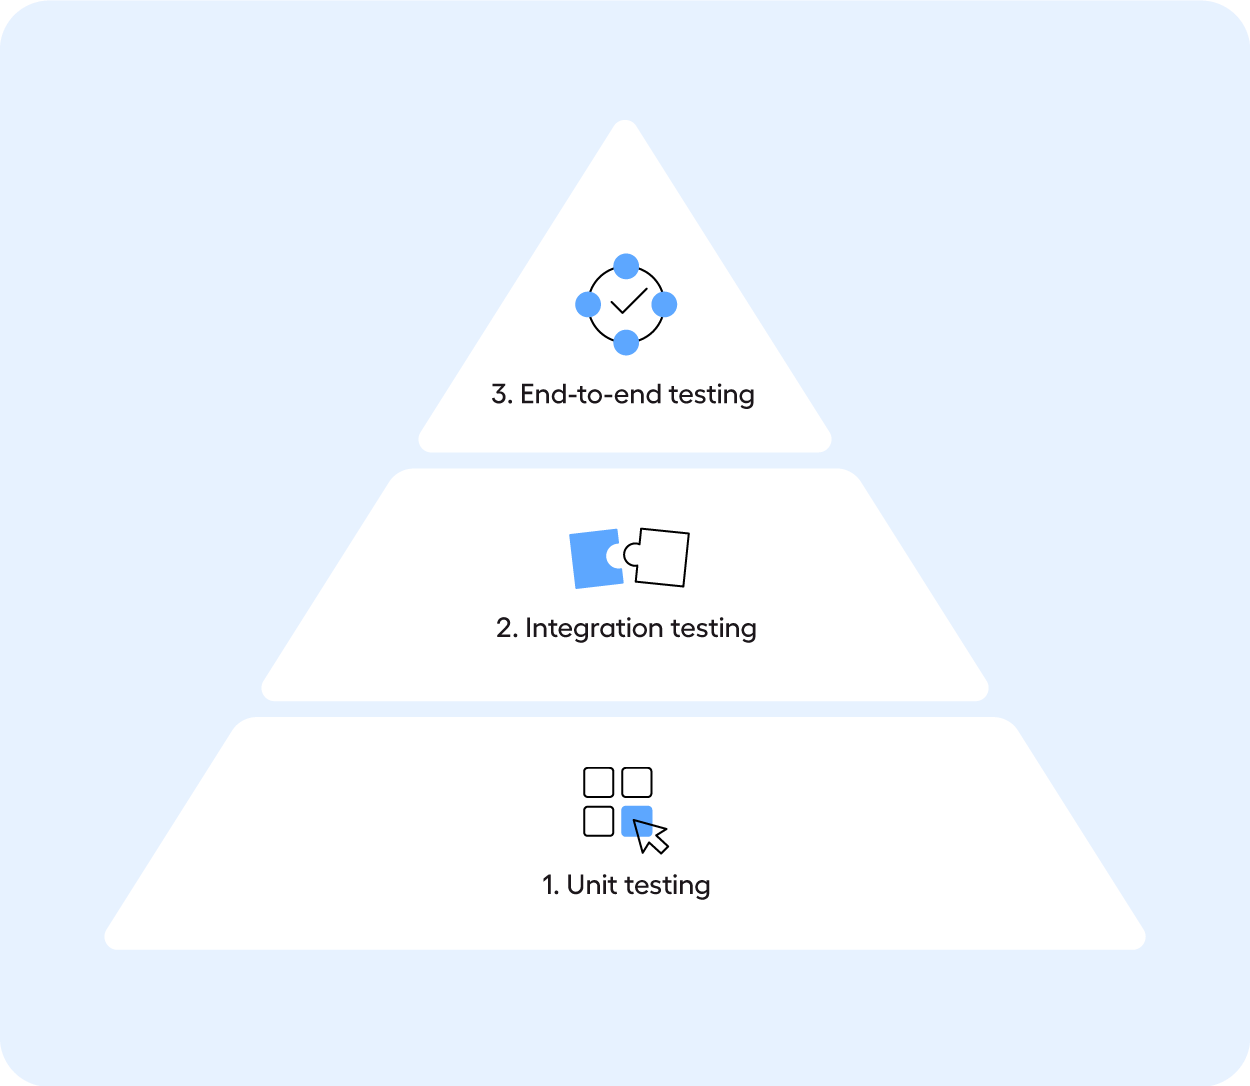 3. End-to-end testing
2. Integration testing
1. Unit testing